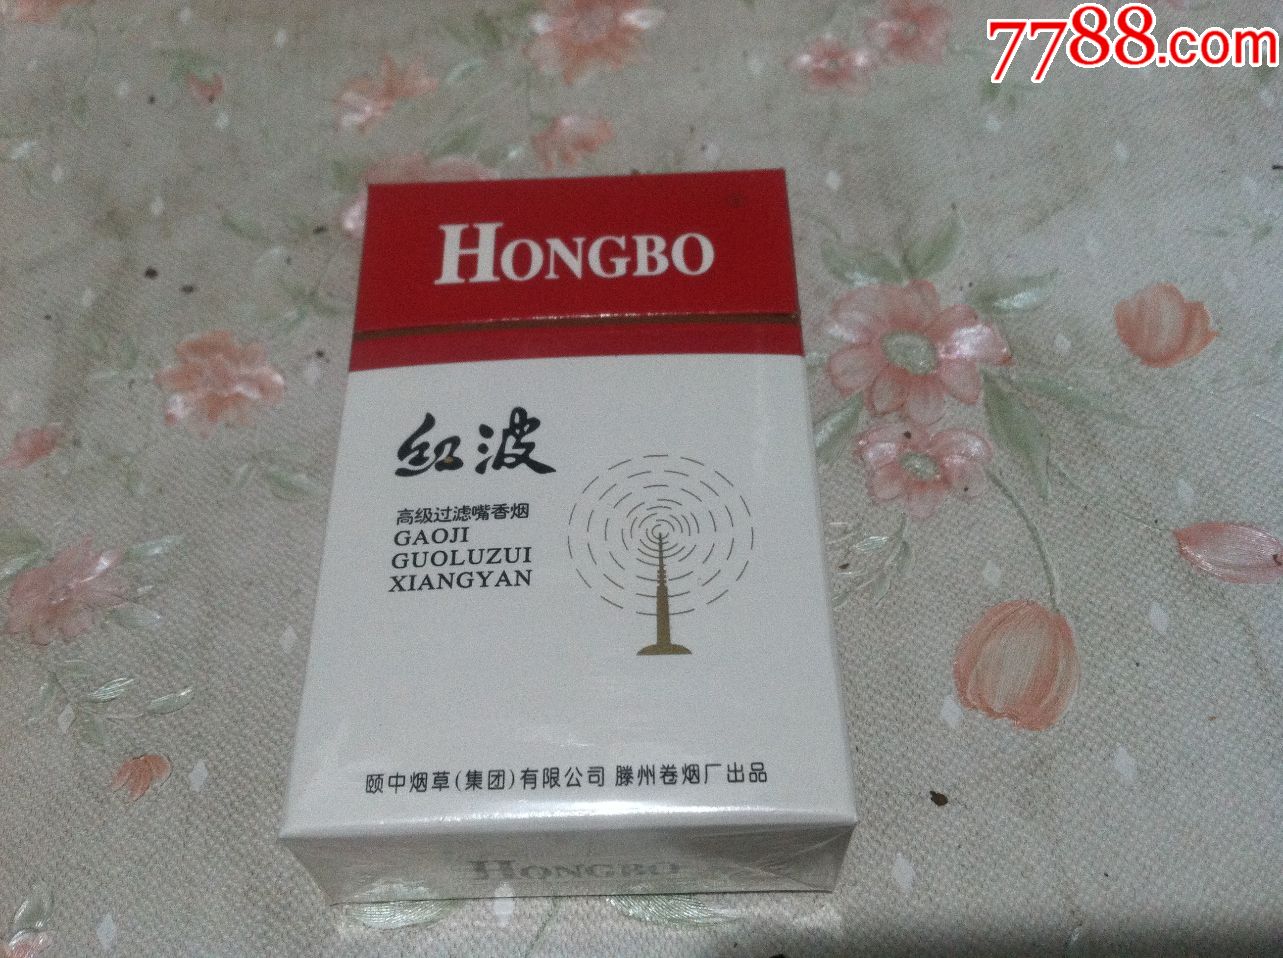 7788.com
HONGBO
红波
高级过滤嘴香烟
GAOJI
GUOLUZUI
XIANGYAN
颐中烟草(集团)有限公司 滕州卷烟厂出品
HONGBO